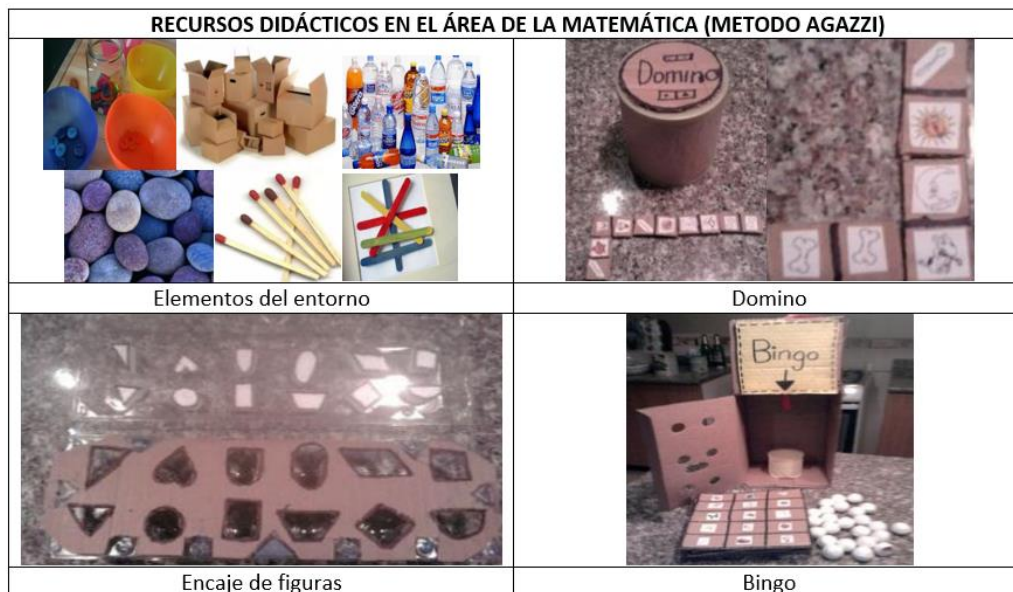 RECURSOS DIDÁCTICOS EN EL ÁREA DE LA MATEMÁTICA (METODO AGAZZI)
Domino
Elementos del entorno
Domino
Bingo
Encaje de figuras
Bingo